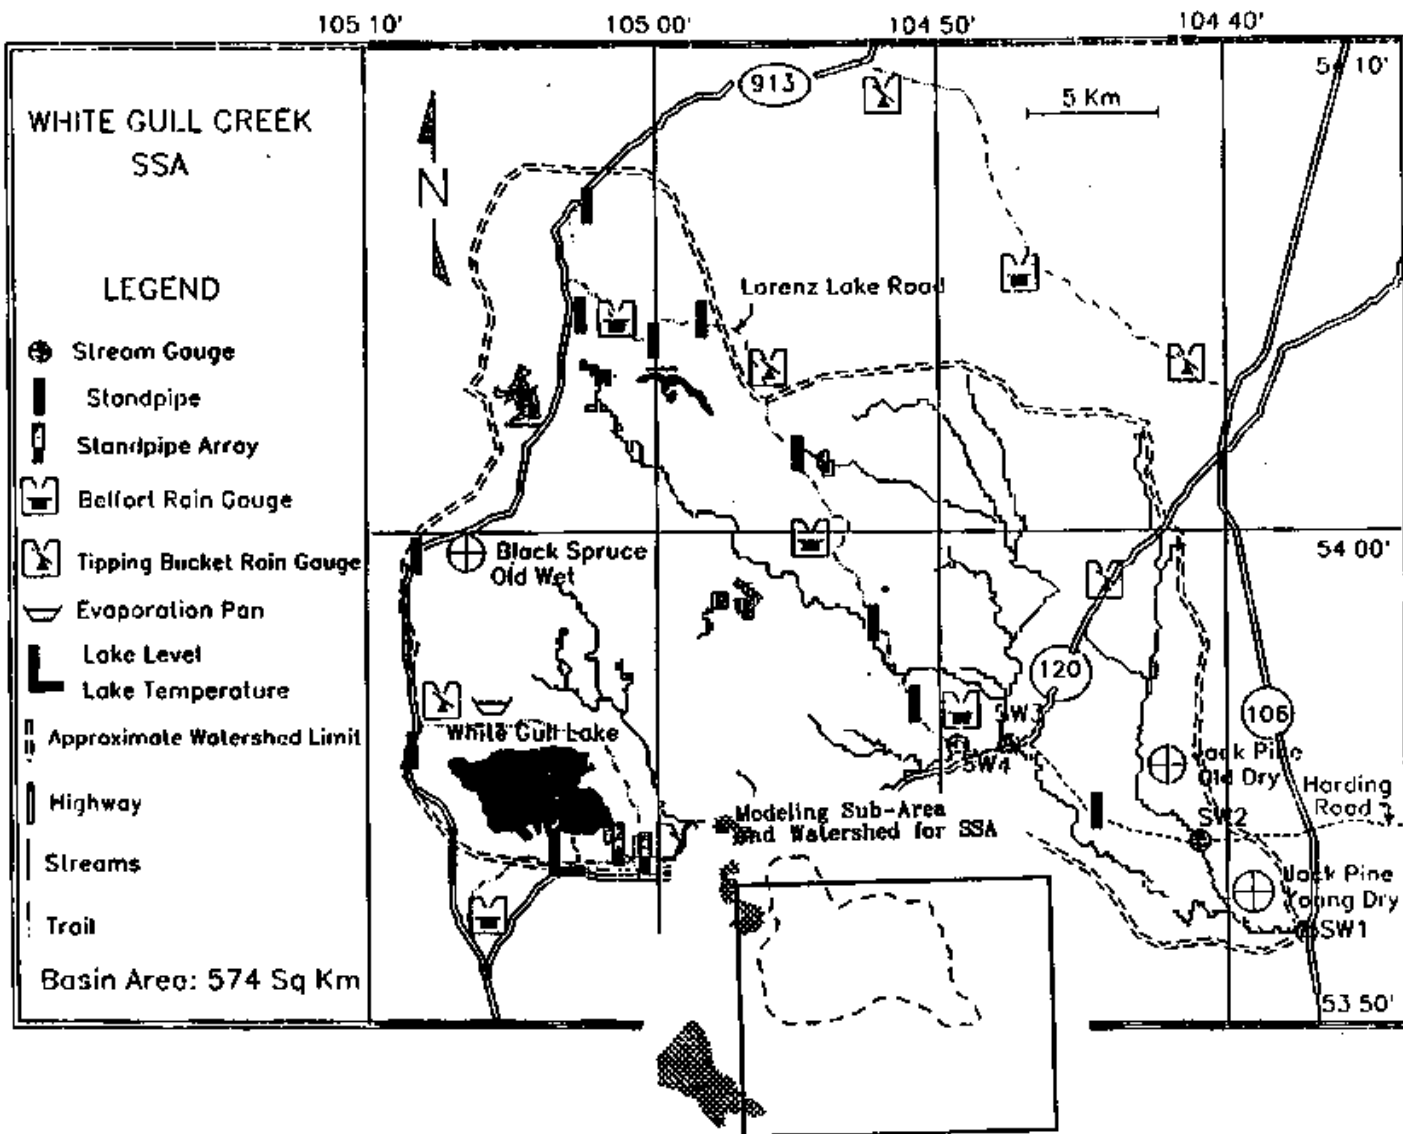 105 10'
105 00'
104 50'
104 40'
54 10'
913
5 Km
WHITE GULL CREEK
SSA
N
LEGEND
Lorenz Lake Road
Stream Gauge
Standpipe
Standpipe Array
Belfort Rain Gauge
Tipping Bucket Rain Gauge
Evaporation Pan
Lake Level
Lake Temperature
Approximate Watershed Limit
Highway
Streams
Trail
Basin Area: 574 Sq Km
Black Spruce
Old Wet
54 00'
120
106
White Gull Lake
SW3
SW4
Jack Pine
Old Dry
Harding
Road
SW2
Modeling Sub-Area
and Watershed for SSA
Jack Pine
Young Dry
SW1
53 50'